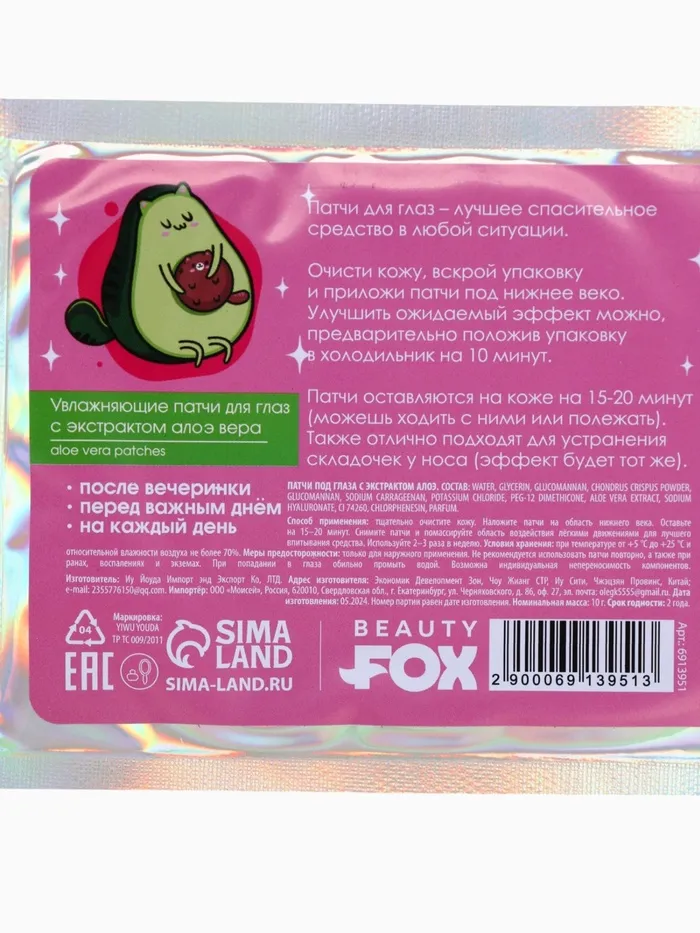 Патчи для глаз – лучшее спасительное
средство в любой ситуации.
Очисти кожу, вскрой упаковку
и приложи патчи под нижнее веко.
Улучшить ожидаемый эффект можно,
предварительно положив упаковку
в холодильник на 10 минут.
Увлажняющие патчи для глаз
с экстрактом алоэ вера
aloe vera patches
Патчи оставляются на коже на 15-20 минут
(можешь ходить с ними или полежать).
Также отлично подходят для устранения
складочек у носа (эффект будет тот же).
• после вечеринки
• перед важным днём
• на каждый день
ПАТЧИ ПОД ГЛАЗА С ЭКСТРАКТОМ АЛОЭ. СОСТАВ: WATER, GLYCERIN, GLUCOMANNAN, CHONDRUS CRISPUS POWDER,
GLUCOMANNAN, SODIUM CARRAGEENAN, POTASSIUM CHLORIDE, PEG-12 DIMETHICONE, ALOE VERA EXTRACT, SODIUM
HYALURONATE, CI 74260, CHLORPHENESIN, PARFUM.
Способ применения: тщательно очистите кожу. Наложите патчи на область нижнего века. Оставьте
на 15–20 минут. Снимите патчи и помассируйте область воздействия лёгкими движениями для лучшего
впитывания средства. Используйте 2–3 раза в неделю. Условия хранения: при температуре от +5 °С до +25 °С и
относительной влажности воздуха не более 70%. Меры предосторожности: только для наружного применения. Не рекомендуется использовать патчи повторно, а также при
ранах, воспалениях и экземах. При попадании в глаза обильно промыть водой. Возможна индивидуальная непереносимость компонентов.
Изготовитель: Иу Йоуда Импорт энд Экспорт Ко, ЛТД. Адрес изготовителя: Экономик Девелопмент Зон, Чоу Жианг СТР, Иу Сити, Чжэцзян Провинс, Китай;
e-mail: 2355776150@qq.com. Импортёр: ООО «Моисей», Россия, 620010, Свердловская обл., г. Екатеринбург, ул. Черняховского, д. 86, оф. 27, эл. почта: olegk5555@gmail.ru. Дата
изготовления: 05.2024. Номер партии равен дате изготовления. Номинальная масса: 10 г. Срок годности: 2 года.
04
Маркировка:
YIWU YOUDA
ТР ТС 009/2011
EAC
SIMA
LAND
SIMA-LAND.RU
BEAUTY
FOX
2 900069 139513
Арт. 6913951